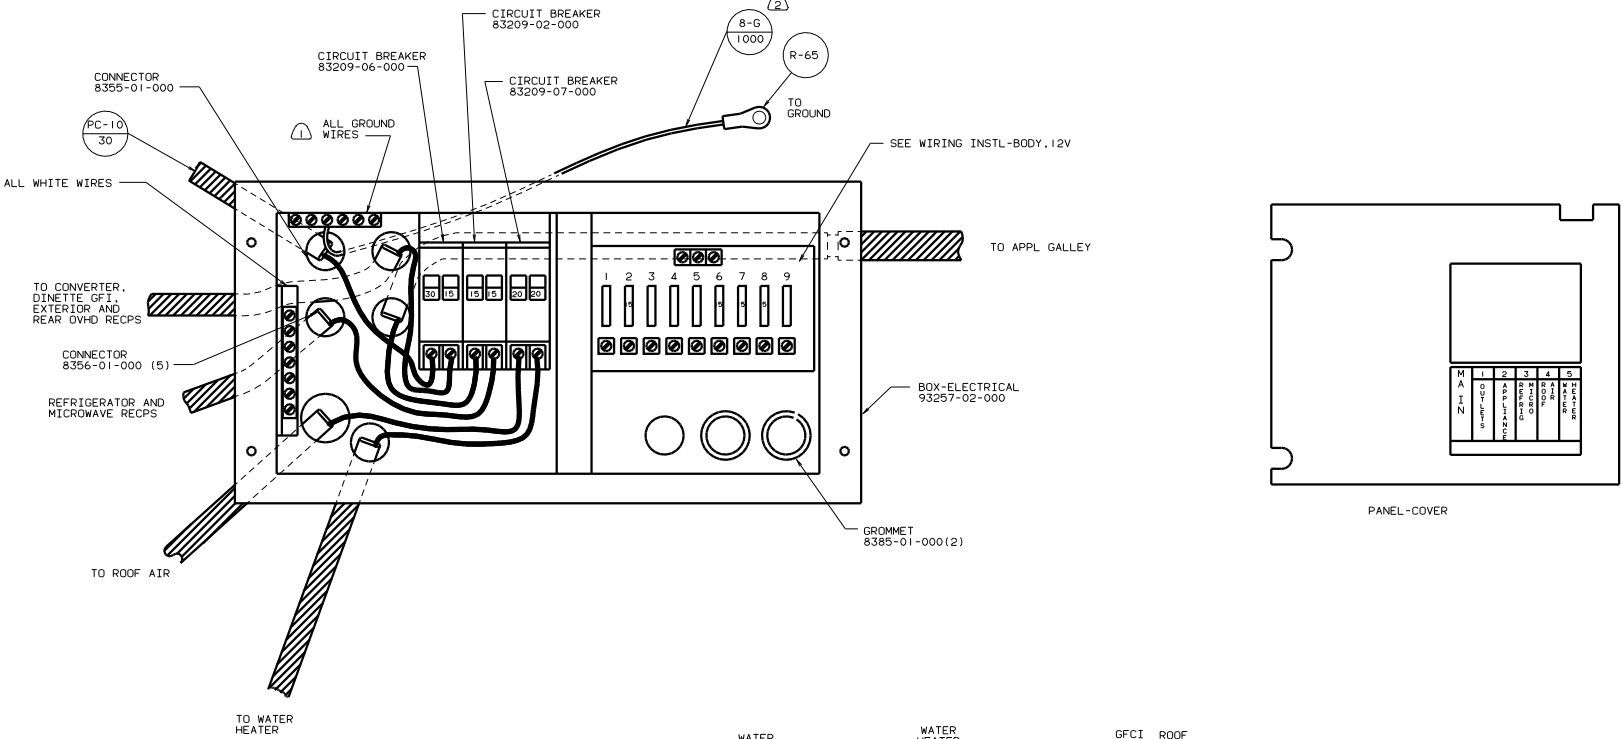 CIRCUIT BREAKER
83209-02-000
2
8-G
1000
R-65
CIRCUIT BREAKER
83209-06-000
CIRCUIT BREAKER
83209-07-000
CONNECTOR
8355-01-000
TO
GROUND
PC-10
30
1
ALL GROUND
WIRES
SEE WIRING INSTL-BODY,12V
ALL WHITE WIRES
TO APPL GALLEY
1 2 3 4 5 6 7 8 9
TO CONVERTER,
DINETTE GFI,
EXTERIOR AND
REAR OVHD RECPS
30 15 15 15 20 20
15 5 5 5
CONNECTOR
8356-01-000 (5)
REFRIGERATOR AND
MICROWAVE RECPS
BOX-ELECTRICAL
93257-02-000
MAIN
1 2 3 4 5
OUTLETS
APPLIANCE
REFRIG
MICRO
ROOF
AIR
WATER
HEATER
PANEL-COVER
GROMMET
8385-01-000(2)
TO ROOF AIR
TO WATER
HEATER
WATER
WATER
HEATER
GFCI ROOF